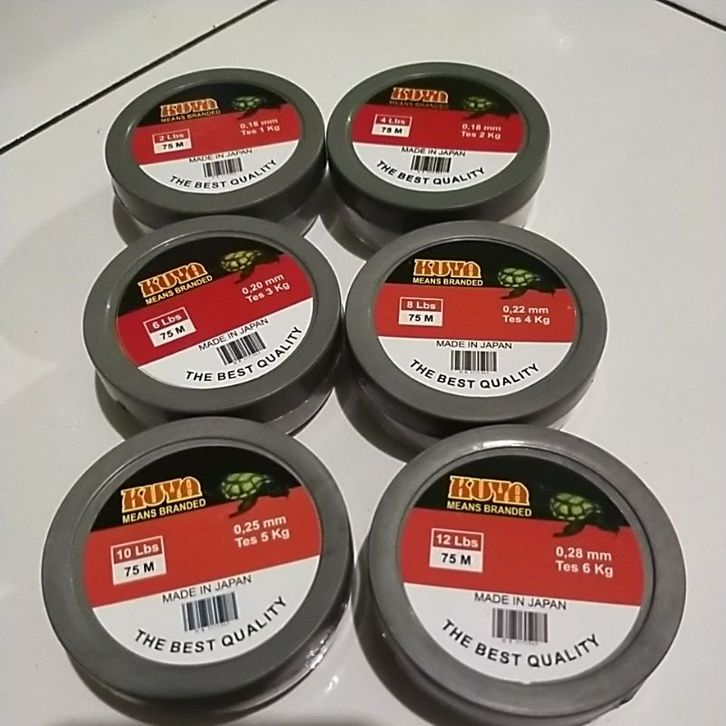 KUYA
MEANS BRANDED
2 Lbs
75 M
0.18 mm
Tes 1 Kg
MADE IN JAPAN
THE BEST QUALITY
KUYA
MEANS BRANDED
4 Lbs
75 M
0,18 mm
Tes 2 Kg
MADE IN JAPAN
THE BEST QUALITY
KUYA
MEANS BRANDED
6 Lbs
75 M
0,20 mm
Tes 3 Kg
MADE IN JAPAN
THE BEST QUALITY
KUYA
MEANS BRANDED
8 Lbs
75 M
0,22 mm
Tes 4 Kg
MADE IN JAPAN
THE BEST QUALITY
KUYA
MEANS BRANDED
10 Lbs
75 M
0,25 mm
Tes 5 Kg
MADE IN JAPAN
THE BEST QUALITY
KUYA
MEANS BRANDED
12 Lbs
75 M
0,28 mm
Tes 6 Kg
MADE IN JAPAN
THE BEST QUALITY